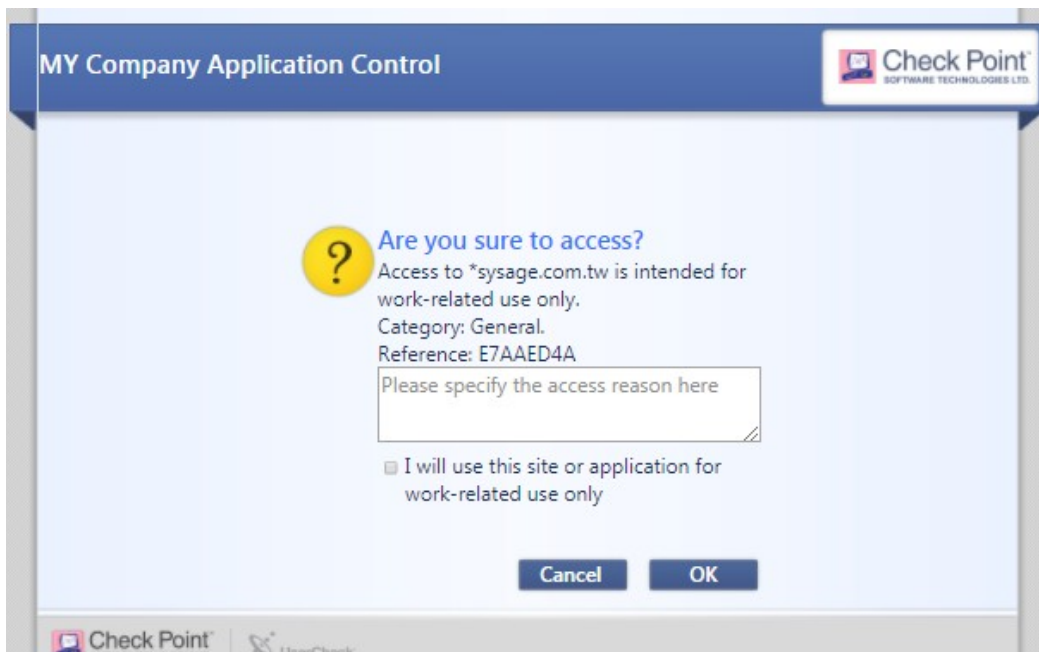 MY Company Application Control
Check Point
SOFTWARE TECHNOLOGIES LTD.
Are you sure to access?
Access to *sysage.com.tw is intended for
work-related use only.
Category: General.
Reference: E7AAED4A
Please specify the access reason here
I will use this site or application for
work-related use only
Cancel
OK
Check Point
UserCheck